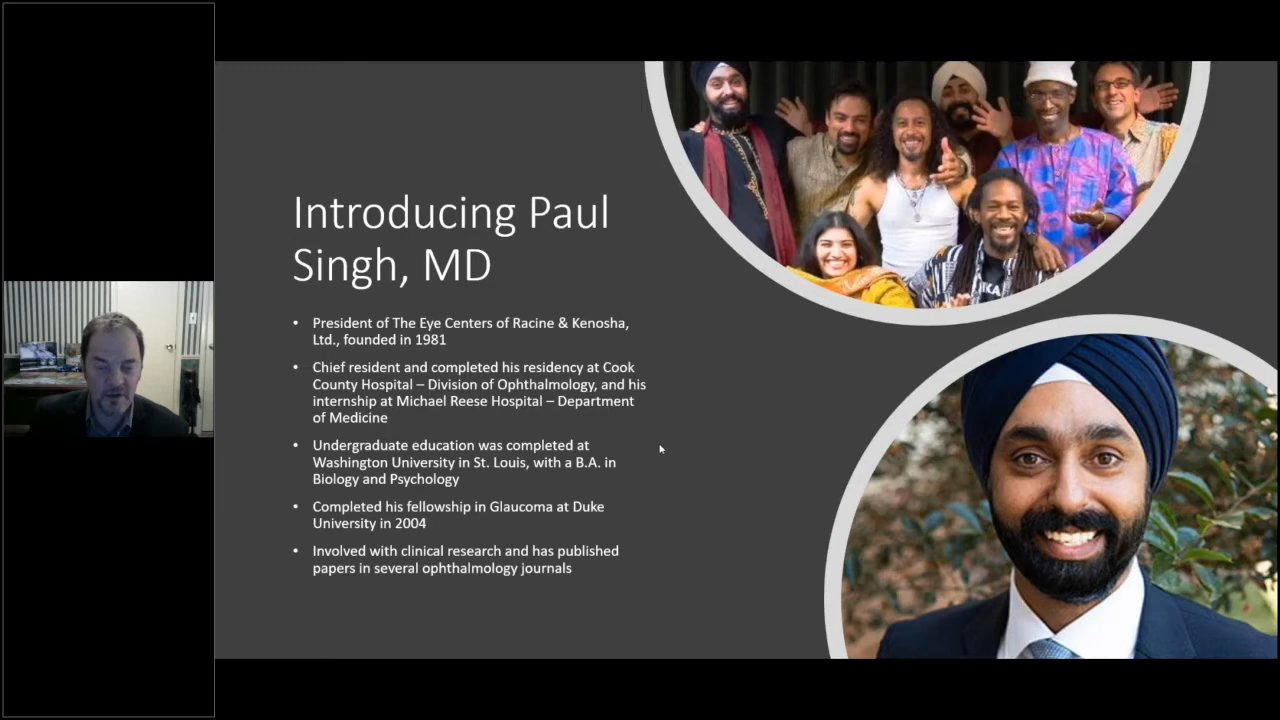 Introducing Paul
Singh, MD
• President of The Eye Centers of Racine & Kenosha,
Ltd., founded in 1981
• Chief resident and completed his residency at Cook
County Hospital – Division of Ophthalmology, and his
internship at Michael Reese Hospital – Department
of Medicine
• Undergraduate education was completed at
Washington University in St. Louis, with a B.A. in
Biology and Psychology
• Completed his fellowship in Glaucoma at Duke
University in 2004
• Involved with clinical research and has published
papers in several ophthalmology journals